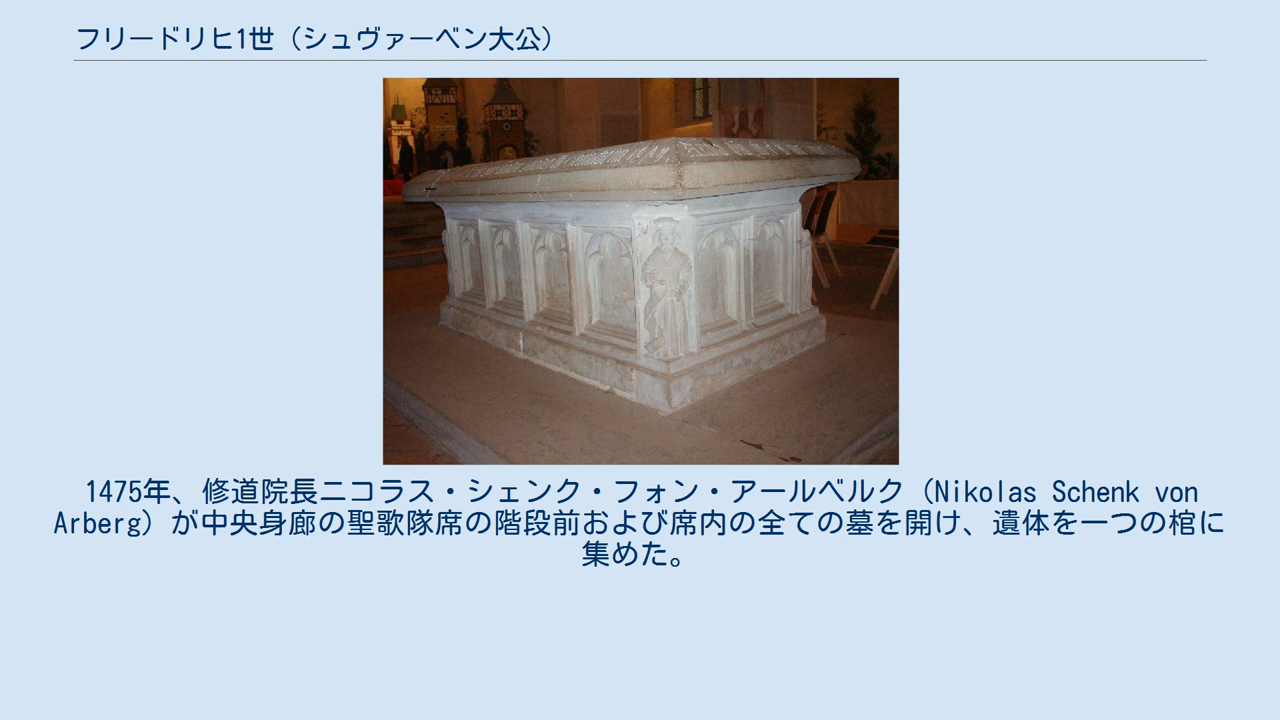 フリードリヒ1世（シュヴァーベン大公）
1475年、修道院長ニコラス・シェンク・フォン・アールベルク（Nikolas Schenk von
Arberg）が中央身廊の聖歌隊席の階段前および席内の全ての墓を開け、遺体を一つの棺に
集めた。